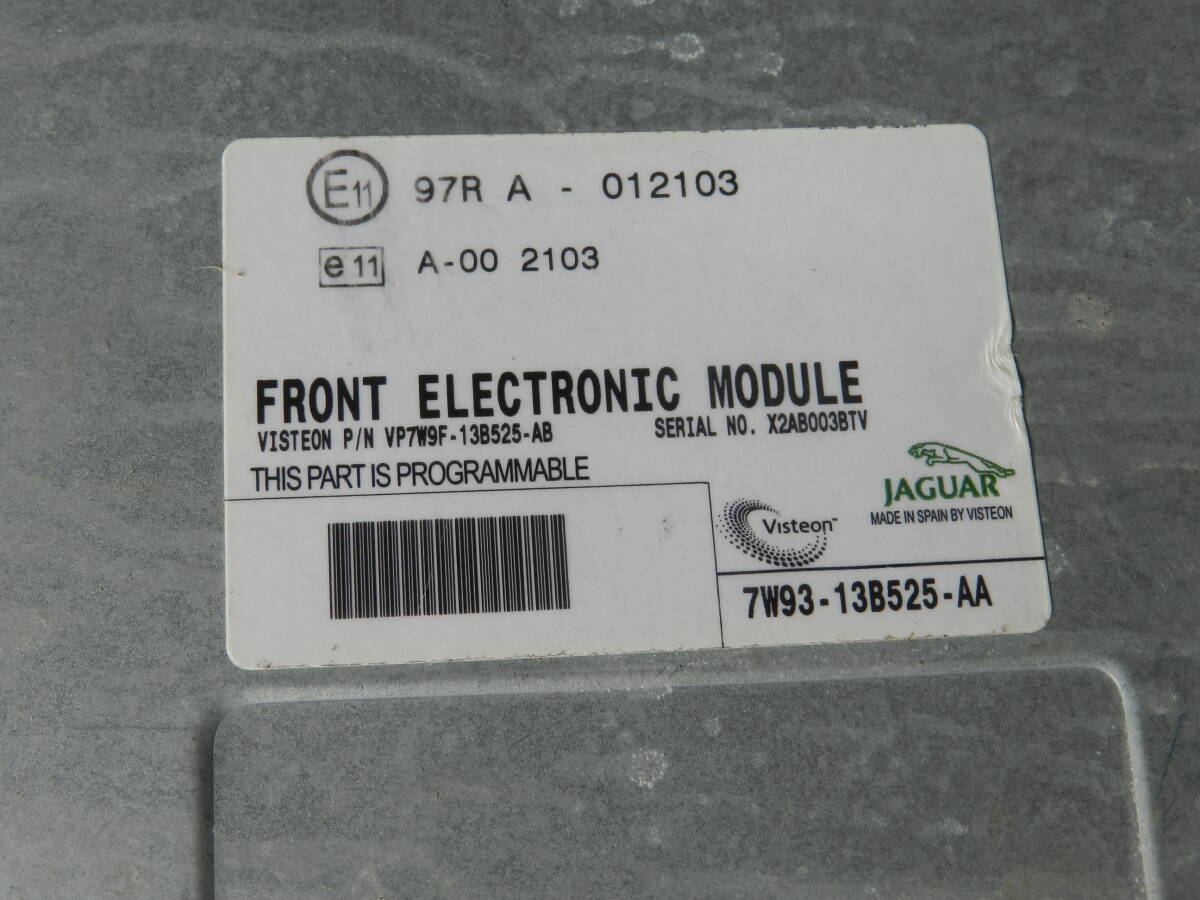 E11 97R A - 012103
e11 A-00 2103
FRONT ELECTRONIC MODULE
VISTEON P/N VP7W9F-13B525-AB SERIAL NO. X2AB003BTV
THIS PART IS PROGRAMMABLE
JAGUAR
Visteon™
MADE IN SPAIN BY VISTEON
7W93-13B525-AA